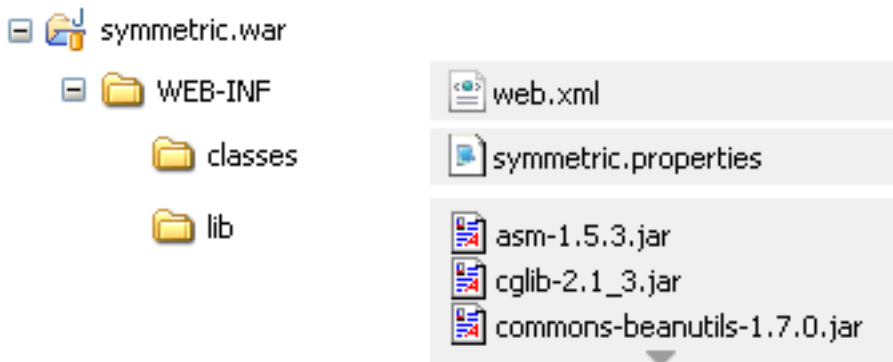 symmetric.war
WEB-INF web.xml
classes symmetric.properties
lib
asm-1.5.3.jar
cglib-2.1_3.jar
commons-beanutils-1.7.0.jar